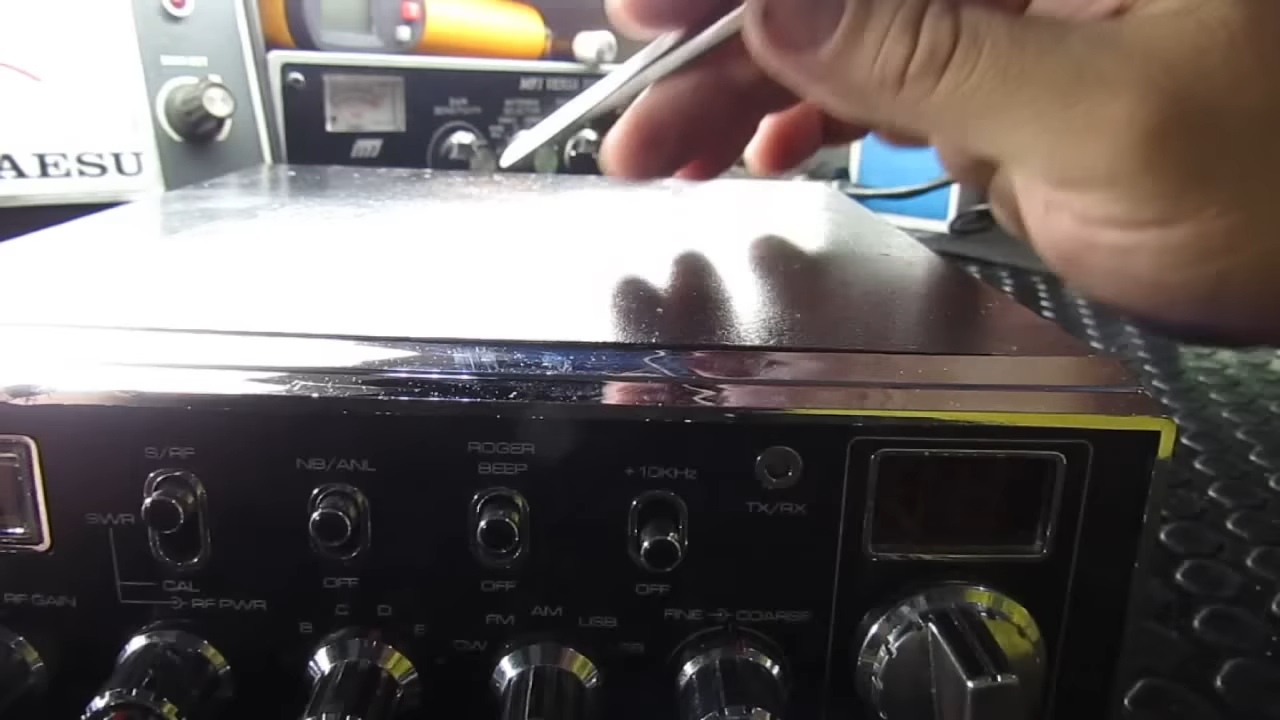 AESU
MFJ VERSA
MFJ
S/RF
NB/ANL
ROGER
BEEP
+10KHz
TX/RX
SWR
OFF
OFF
OFF
CAL
RF GAIN
RF PWR
B
C
D
E
CW
FM
AM
USB
FINE
COARSE